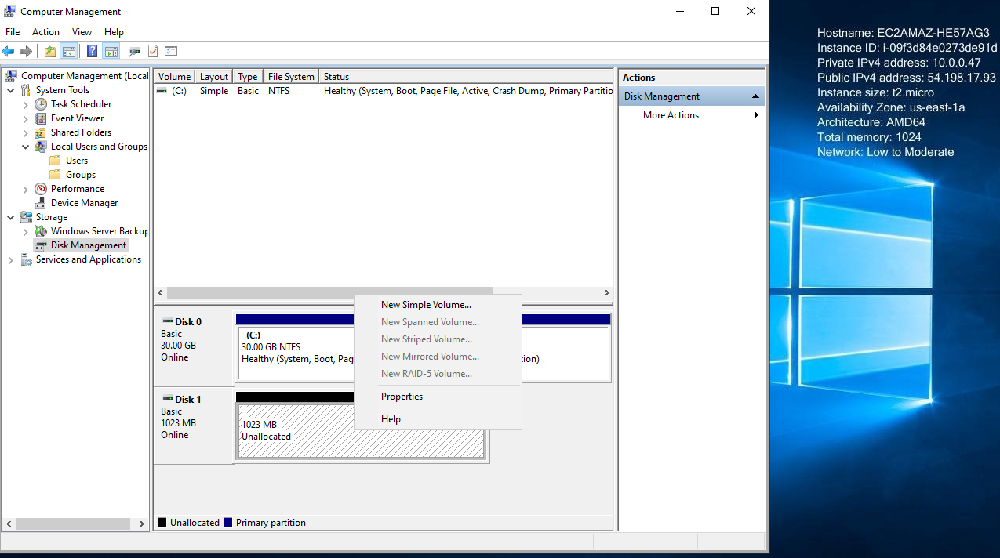 Computer Management
File Action View Help
Computer Management (Local
System Tools
Task Scheduler
Event Viewer
Shared Folders
Local Users and Groups
Users
Groups
Performance
Device Manager
Storage
Windows Server Backup
Disk Management
Services and Applications
Volume Layout Type File System Status
(C:) Simple Basic NTFS Healthy (System, Boot, Page File, Active, Crash Dump, Primary Partitio
Disk 0
Basic
30.00 GB
Online
(C:)
30.00 GB NTFS
Healthy (System, Boot, Pag
ion)
Disk 1
Basic
1023 MB
Online
1023 MB
Unallocated
New Simple Volume...
New Spanned Volume...
New Striped Volume...
New Mirrored Volume...
New RAID-5 Volume...
Properties
Help
Unallocated Primary partition
Actions
Disk Management
More Actions
Hostname: EC2AMAZ-HE57AG3
Instance ID: i-09f3d84e0273de91d
Private IPv4 address: 10.0.0.47
Public IPv4 address: 54.198.17.93
Instance size: t2.micro
Availability Zone: us-east-1a
Architecture: AMD64
Total memory: 1024
Network: Low to Moderate